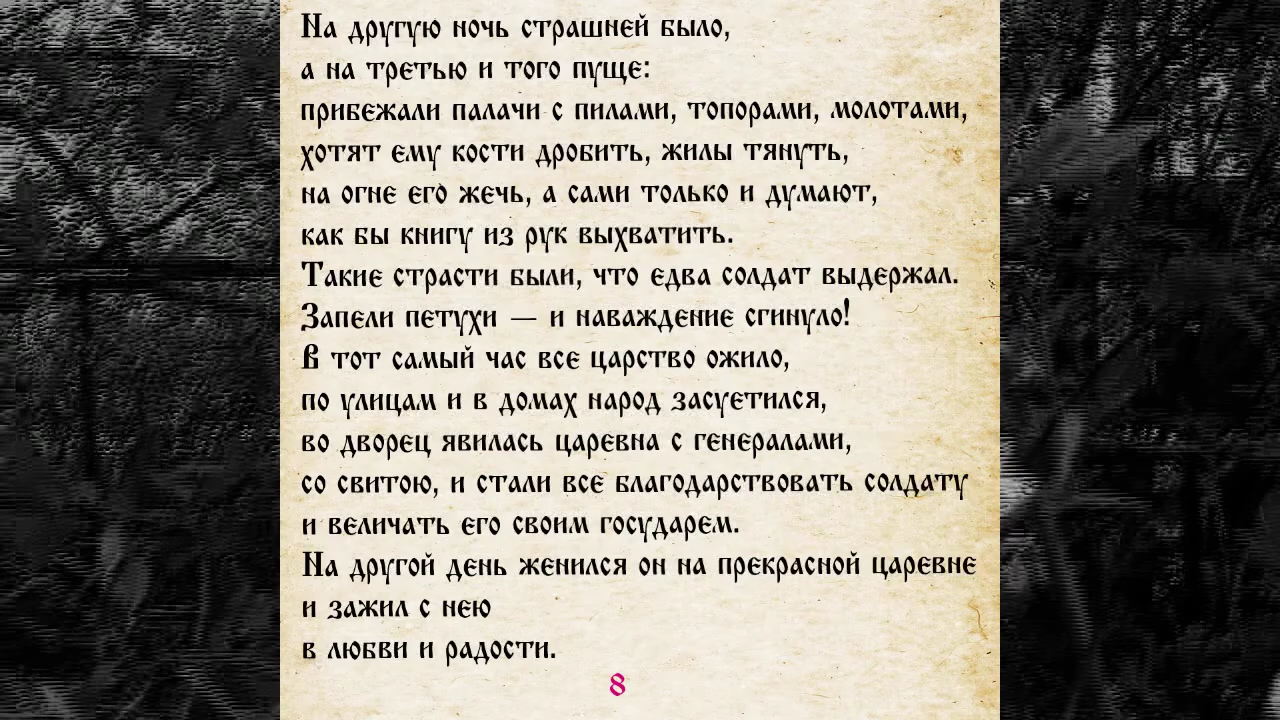 На другую ночь страшней было,
а на третью и того пуще:
прибежали палачи с пилами, топорами, молотами,
хотят ему кости дробить, жилы тянуть,
на огне его жечь, а сами только и думают,
как бы книгу из рук выхватить.
Такие страсти были, что едва солдат выдержал.
Запели петухи — и наваждение сгинуло!
В тот самый час все царство ожило,
по улицам и в домах народ засуетился,
во дворец явилась царевна с генералами,
со свитою, и стали все благодарствовать солдату
и величать его своим государем.
На другой день женился он на прекрасной царевне
и зажил с нею
в любви и радости.
8